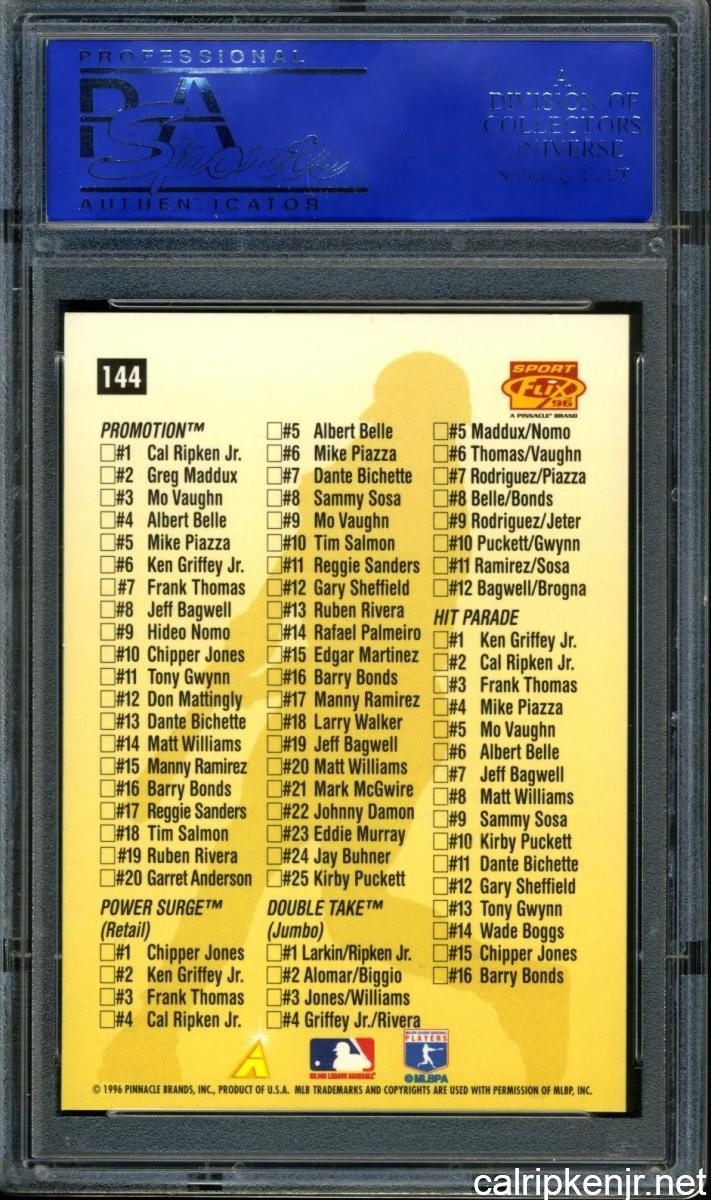 PROFESSIONAL
PSA
AUTHENTICATOR
A
DIVISION OF
COLLECTORS
UNIVERSE
144
SPORT
FLIX
96
A PINNACLE BRAND
PROMOTION™
#1 Cal Ripken Jr.
#2 Greg Maddux
#3 Mo Vaughn
#4 Albert Belle
#5 Mike Piazza
#6 Ken Griffey Jr.
#7 Frank Thomas
#8 Jeff Bagwell
#9 Hideo Nomo
#10 Chipper Jones
#11 Tony Gwynn
#12 Don Mattingly
#13 Dante Bichette
#14 Matt Williams
#15 Manny Ramirez
#16 Barry Bonds
#17 Reggie Sanders
#18 Tim Salmon
#19 Ruben Rivera
#20 Garret Anderson
POWER SURGE™
(Retail)
#1 Chipper Jones
#2 Ken Griffey Jr.
#3 Frank Thomas
#4 Cal Ripken Jr.
#5 Albert Belle
#6 Mike Piazza
#7 Dante Bichette
#8 Sammy Sosa
#9 Mo Vaughn
#10 Tim Salmon
#11 Reggie Sanders
#12 Gary Sheffield
#13 Ruben Rivera
#14 Rafael Palmeiro
#15 Edgar Martinez
#16 Barry Bonds
#17 Manny Ramirez
#18 Larry Walker
#19 Jeff Bagwell
#20 Matt Williams
#21 Mark McGwire
#22 Johnny Damon
#23 Eddie Murray
#24 Jay Buhner
#25 Kirby Puckett
DOUBLE TAKE™
(Jumbo)
#1 Larkin/Ripken Jr.
#2 Alomar/Biggio
#3 Jones/Williams
#4 Griffey Jr./Rivera
#5 Maddux/Nomo
#6 Thomas/Vaughn
#7 Rodriguez/Piazza
#8 Belle/Bonds
#9 Rodriguez/Jeter
#10 Puckett/Gwynn
#11 Ramirez/Sosa
#12 Bagwell/Brogna
HIT PARADE
#1 Ken Griffey Jr.
#2 Cal Ripken Jr.
#3 Frank Thomas
#4 Mike Piazza
#5 Mo Vaughn
#6 Albert Belle
#7 Jeff Bagwell
#8 Matt Williams
#9 Sammy Sosa
#10 Kirby Puckett
#11 Dante Bichette
#12 Gary Sheffield
#13 Tony Gwynn
#14 Wade Boggs
#15 Chipper Jones
#16 Barry Bonds
MAJOR LEAGUE BASEBALL
MAJOR LEAGUE BASEBALL
PLAYERS
© MLBPA
© 1996 PINNACLE BRANDS, INC., PRODUCT OF U.S.A. MLB TRADEMARKS AND COPYRIGHTS ARE USED WITH PERMISSION OF MLBP, INC.
calripkenjr.net